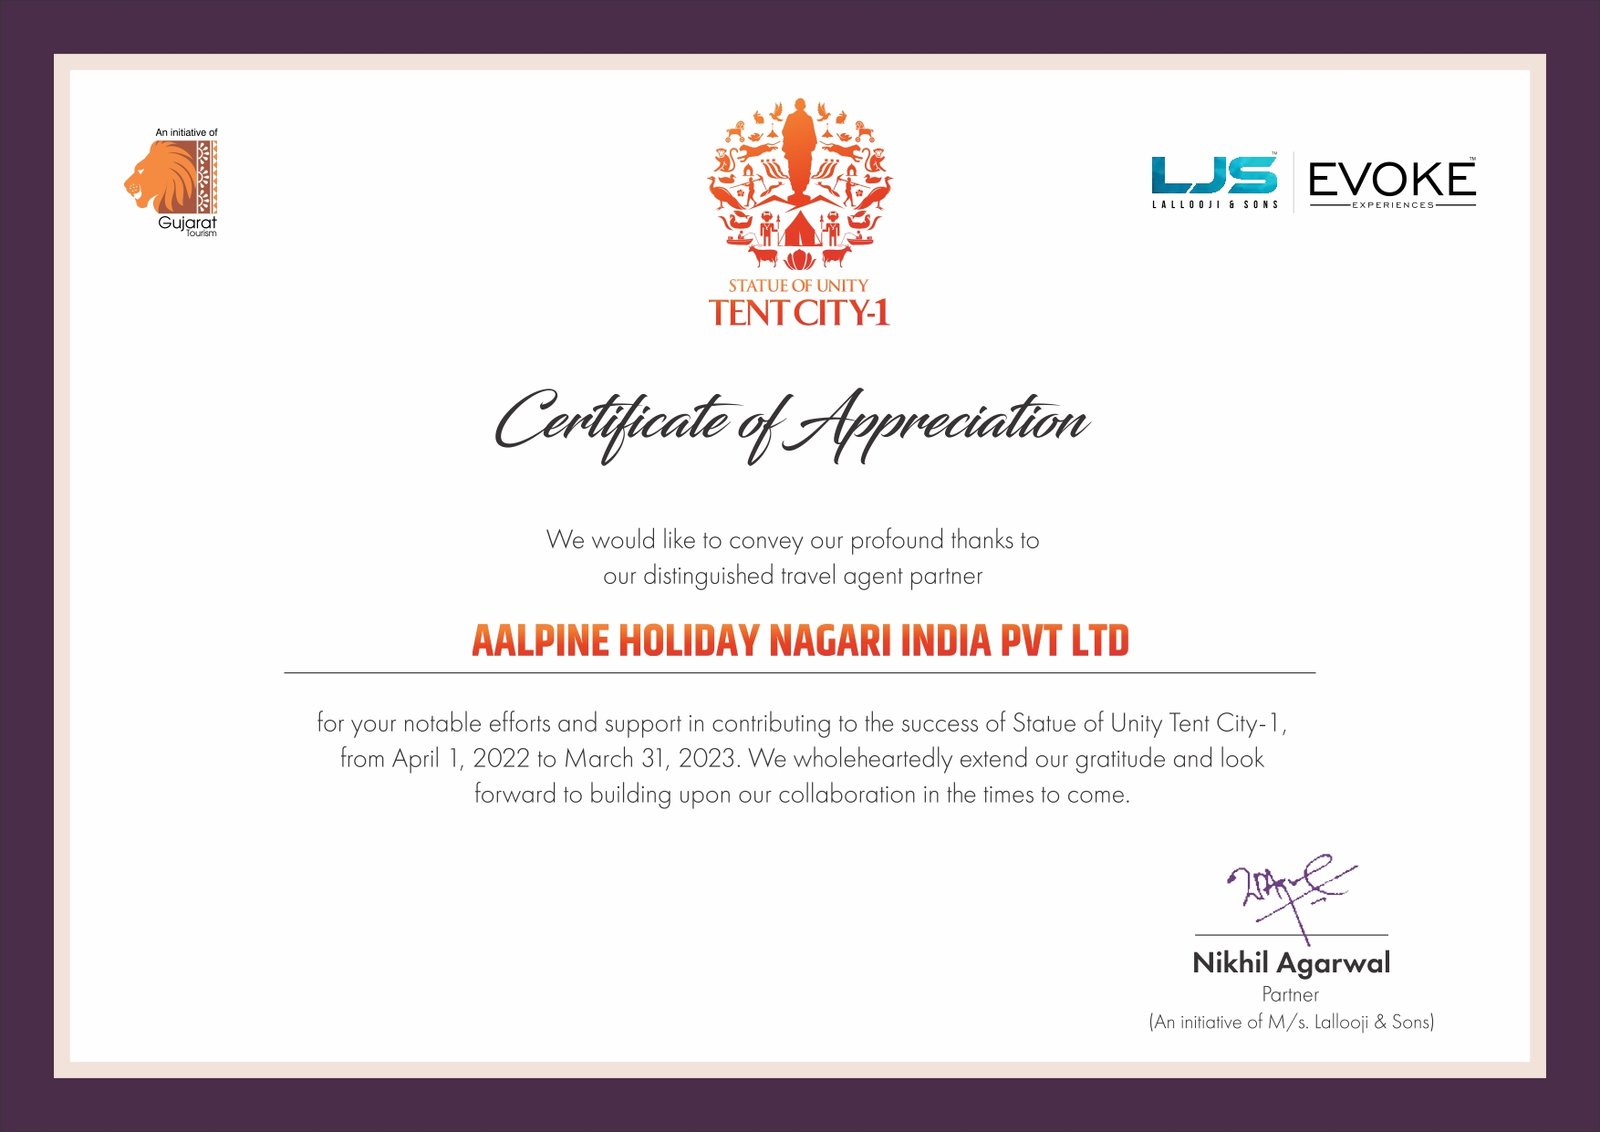 An initiative of
Gujarat
Tourism
STATUE OF UNITY
TENT CITY-1
LJS™
LALLOOJI & SONS
EVOKE™
EXPERIENCES
Certificate of Appreciation
We would like to convey our profound thanks to
our distinguished travel agent partner
AALPINE HOLIDAY NAGARI INDIA PVT LTD
for your notable efforts and support in contributing to the success of Statue of Unity Tent City-1,
from April 1, 2022 to March 31, 2023. We wholeheartedly extend our gratitude and look
forward to building upon our collaboration in the times to come.
Nikhil Agarwal
Partner
(An initiative of M/s. Lallooji & Sons)